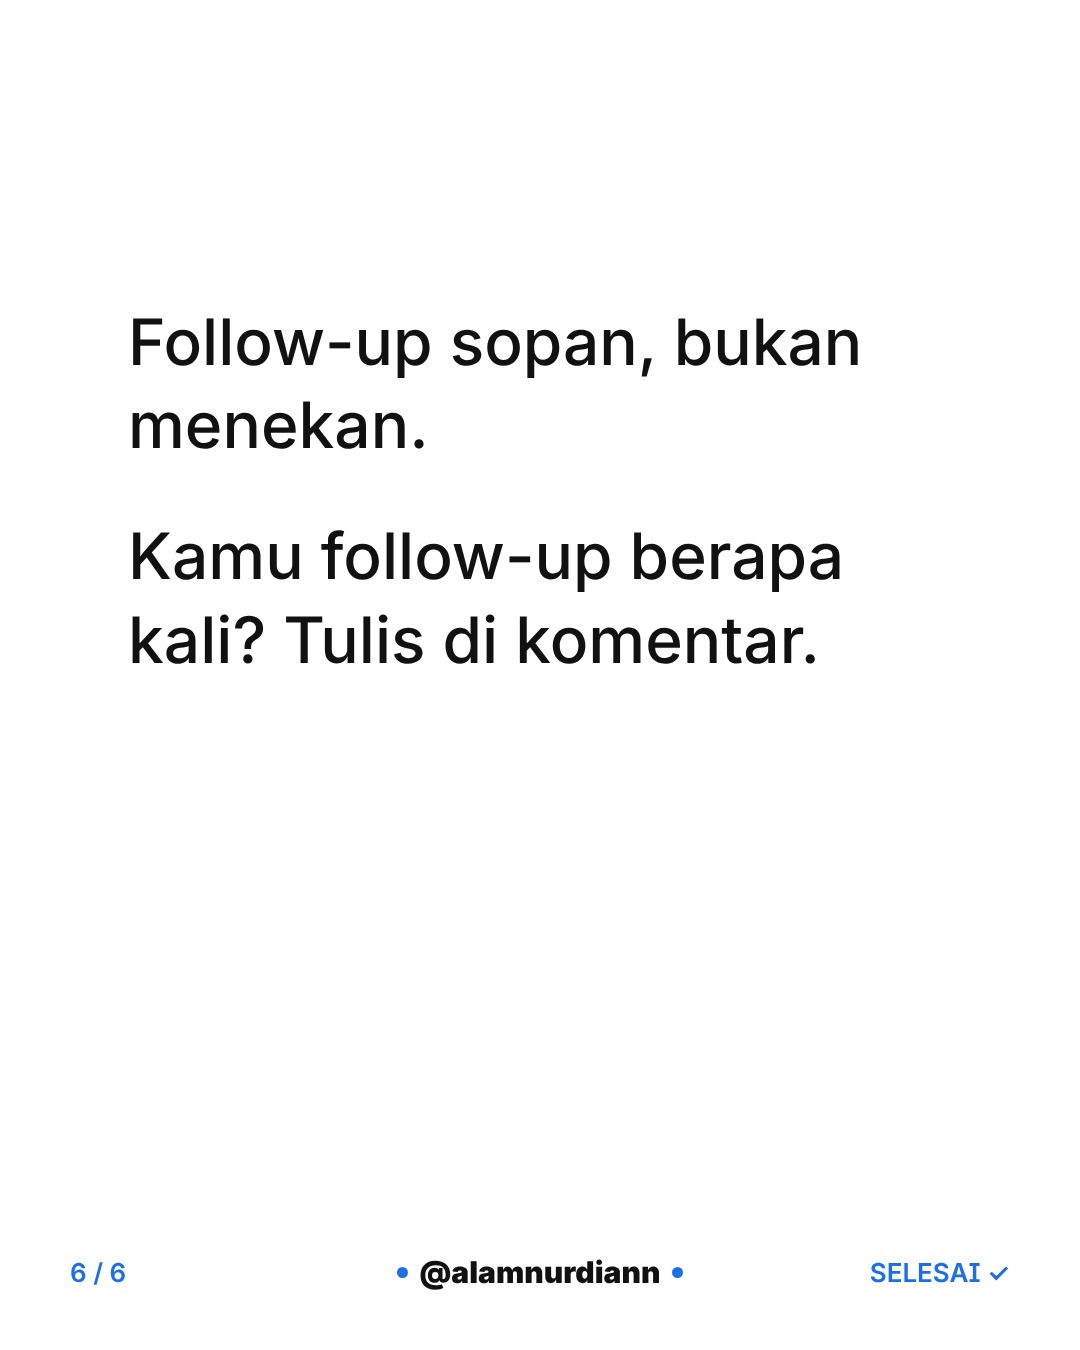 Follow-up sopan, bukan
menekan.
Kamu follow-up berapa
kali? Tulis di komentar.
6 / 6
• @alamnurdiann •
SELESAI ✓